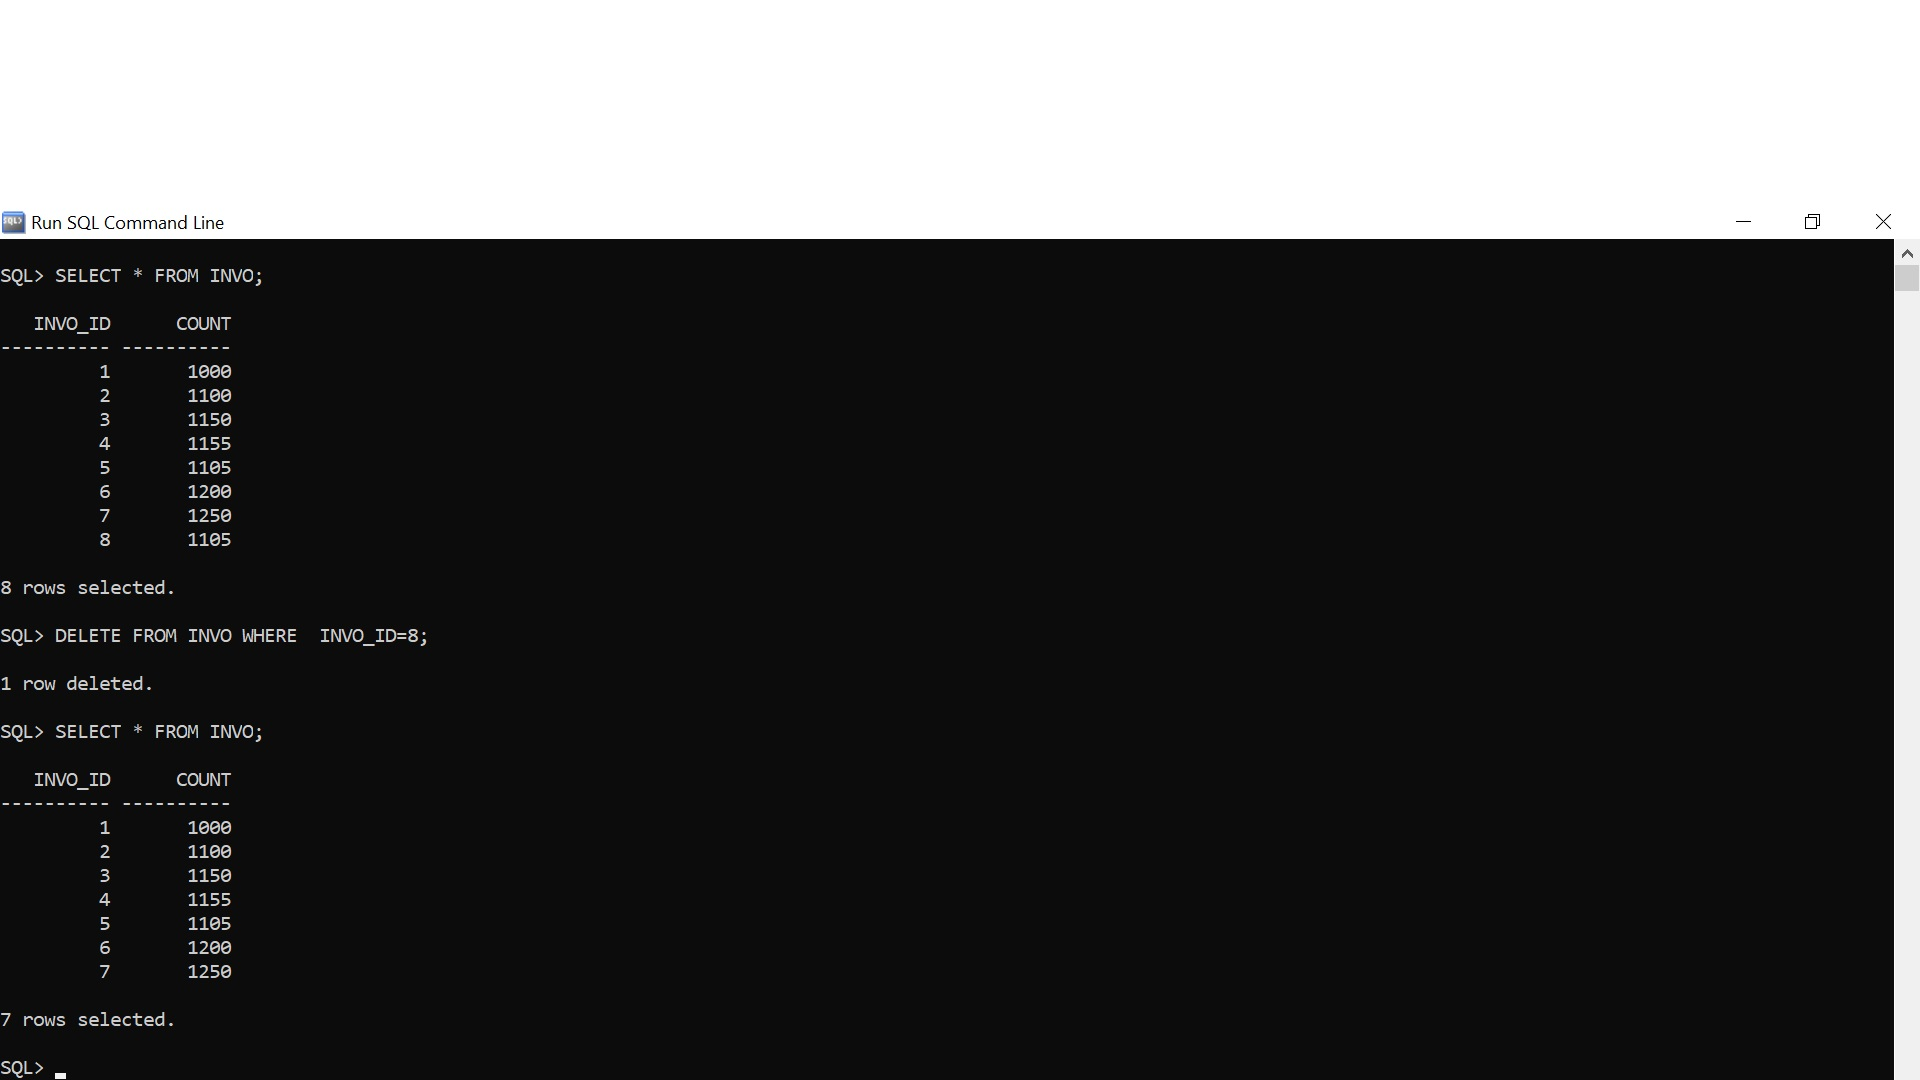 Run SQL Command Line
SQL> SELECT * FROM INVO;
   INVO_ID      COUNT
---------- ----------
         1       1000
         2       1100
         3       1150
         4       1155
         5       1105
         6       1200
         7       1250
         8       1105
8 rows selected.
SQL> DELETE FROM INVO WHERE  INVO_ID=8;
1 row deleted.
SQL> SELECT * FROM INVO;
   INVO_ID      COUNT
---------- ----------
         1       1000
         2       1100
         3       1150
         4       1155
         5       1105
         6       1200
         7       1250
7 rows selected.
SQL>